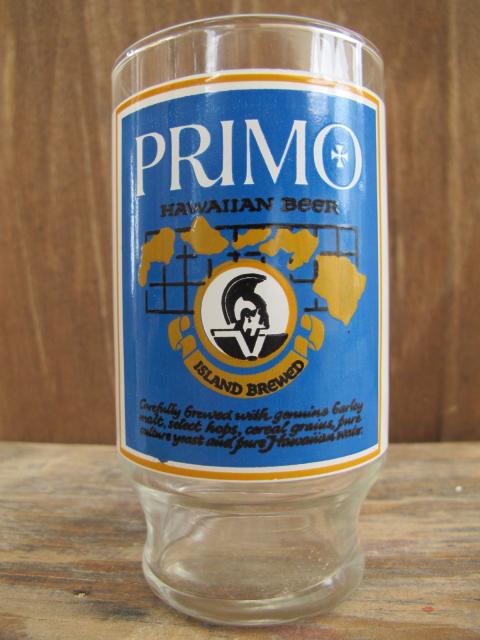 PRIMO
HAWAIIAN BEER
V
ISLAND BREWED
Carefully brewed with genuine barley
malt, select hops, cereal grains, pure
culture yeast and pure Hawaiian water.